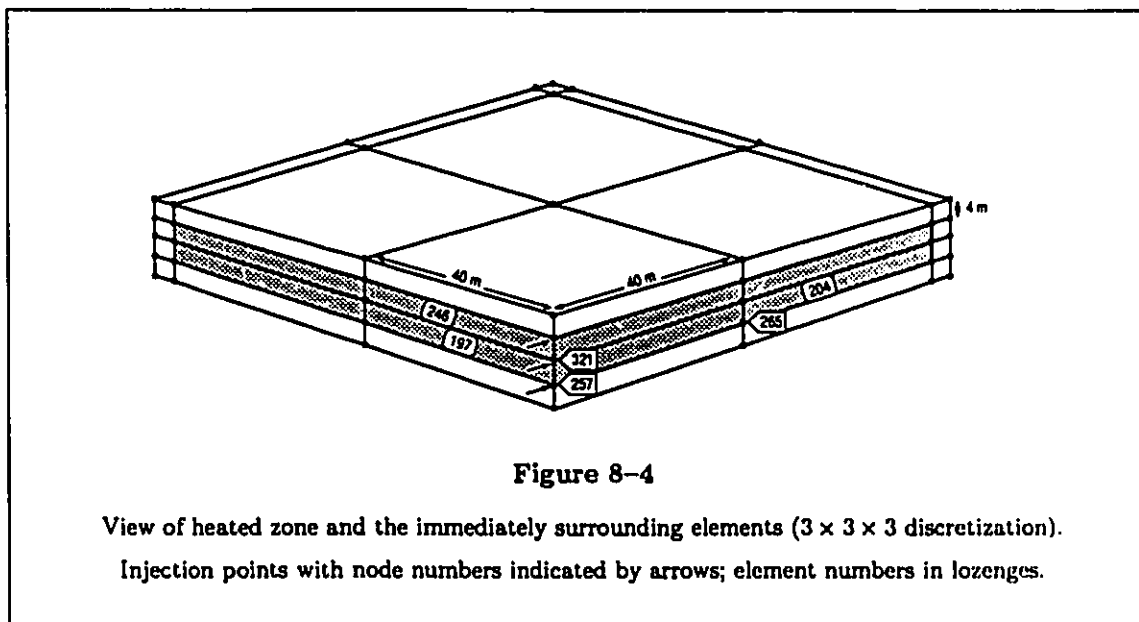 4 m
40 m
40 m
246
204
197
265
321
257
Figure 8–4
View of heated zone and the immediately surrounding elements (3 × 3 × 3 discretization).
Injection points with node numbers indicated by arrows; element numbers in lozenges.